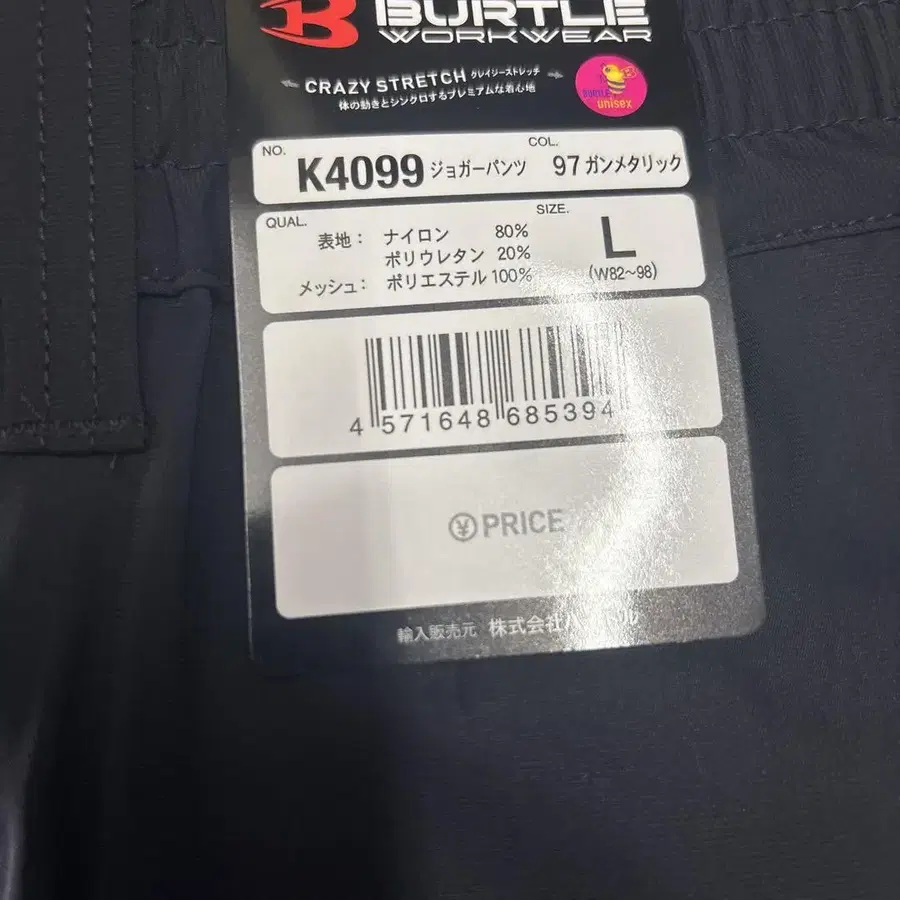 BURTLE
WORKWEAR
CRAZY STRETCH クレイジーストレッチ
体の動きとシンクロするプレミアムな着心地
BURTLE
unisex
NO.
K4099 ジョガーパンツ
COL.
97 ガンメタリック
QUAL.
表地: ナイロン 80%
ポリウレタン 20%
メッシュ: ポリエステル 100%
SIZE.
L
(W82~98)
4 571648 685394
¥PRICE
輸入販売元 株式会社